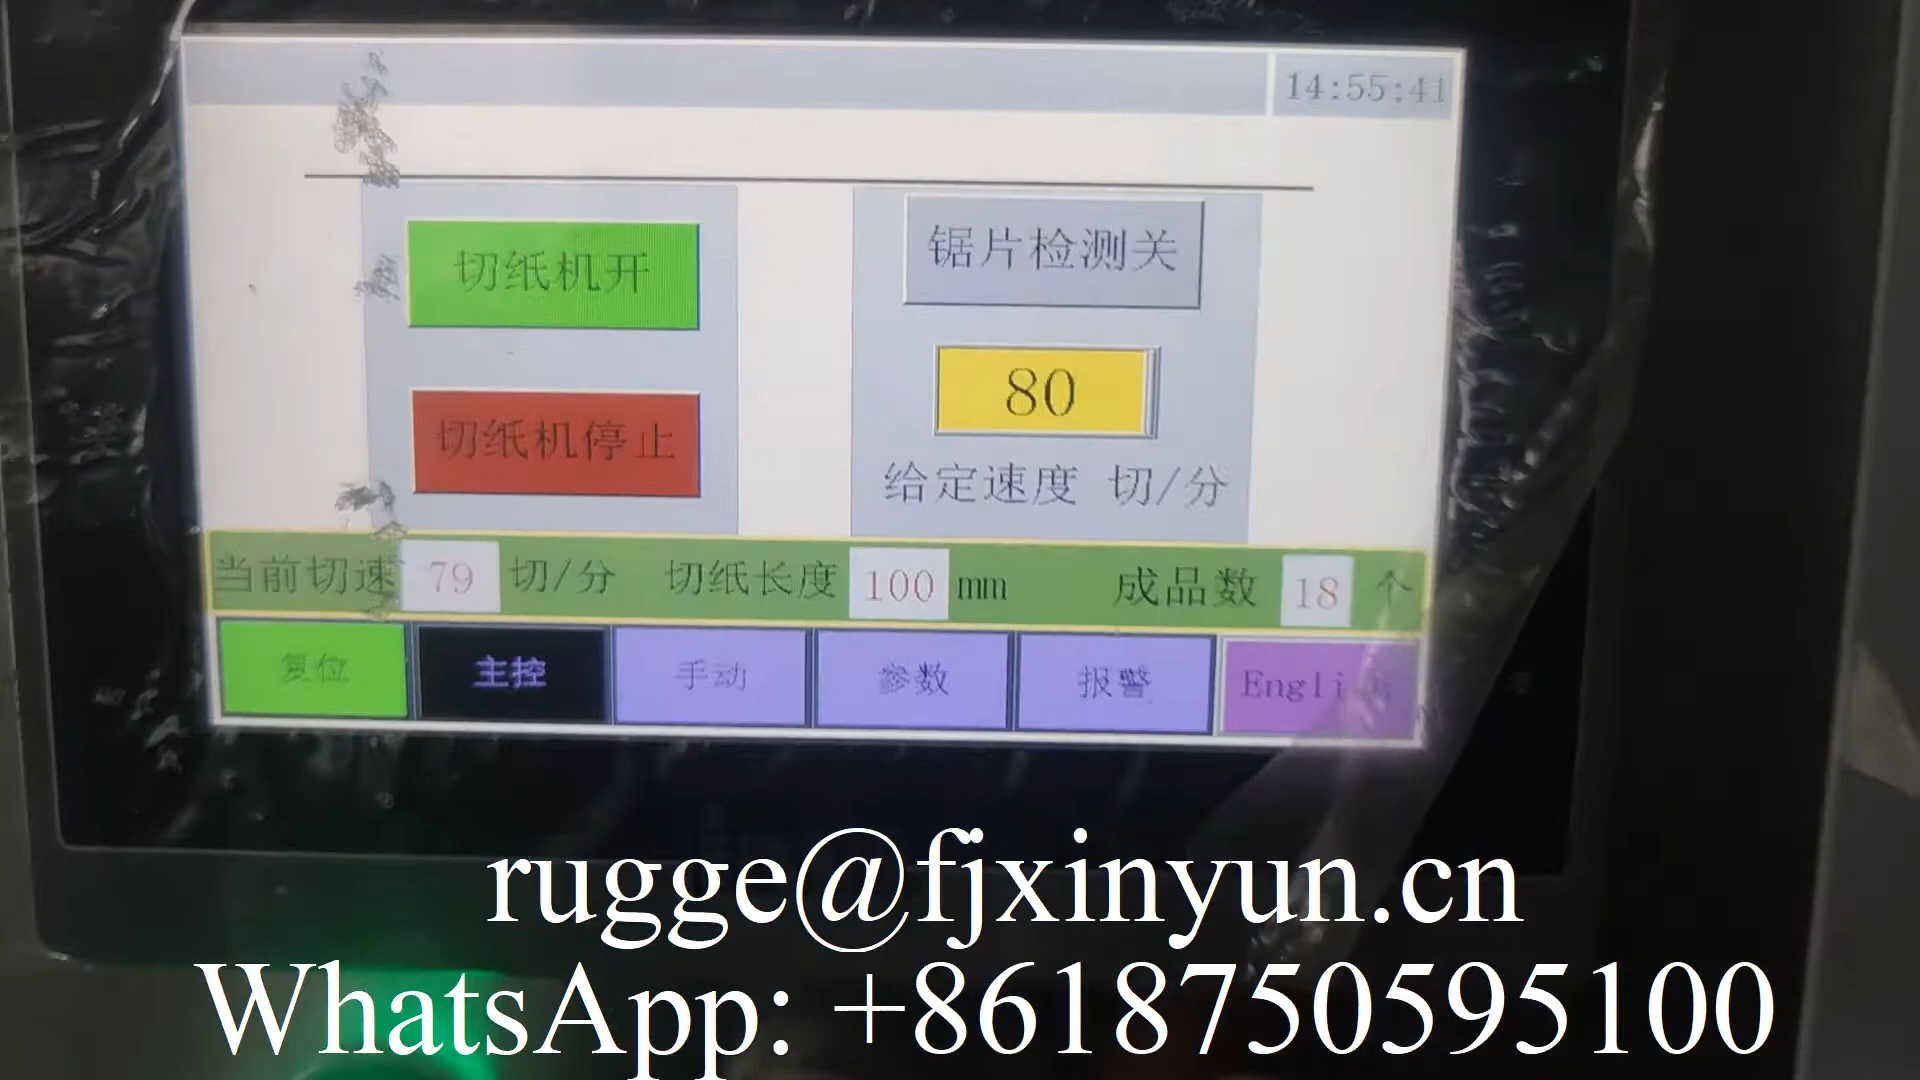 14:55:41
切纸机开
锯片检测关
80
切纸机停止
给定速度 切/分
当前切速 79 切/分 切纸长度 100 mm 成品数 18 个
复位 主控 手动 参数 报警
rugge@fjxinyun.cn
WhatsApp: +8618750595100